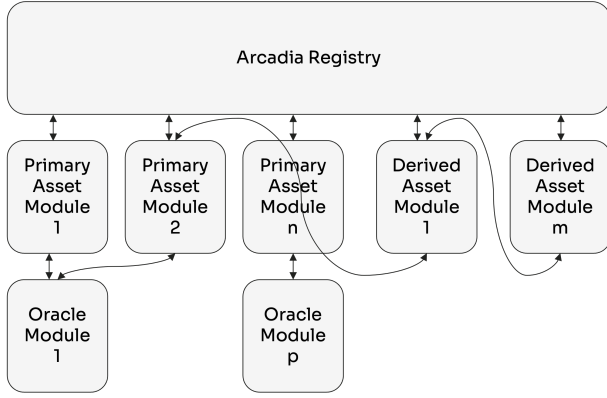 Arcadia Registry
Primary
Asset
Module
1
Primary
Asset
Module
2
Primary
Asset
Module
n
Derived
Asset
Module
1
Derived
Asset
Module
m
Oracle
Module
1
Oracle
Module
p